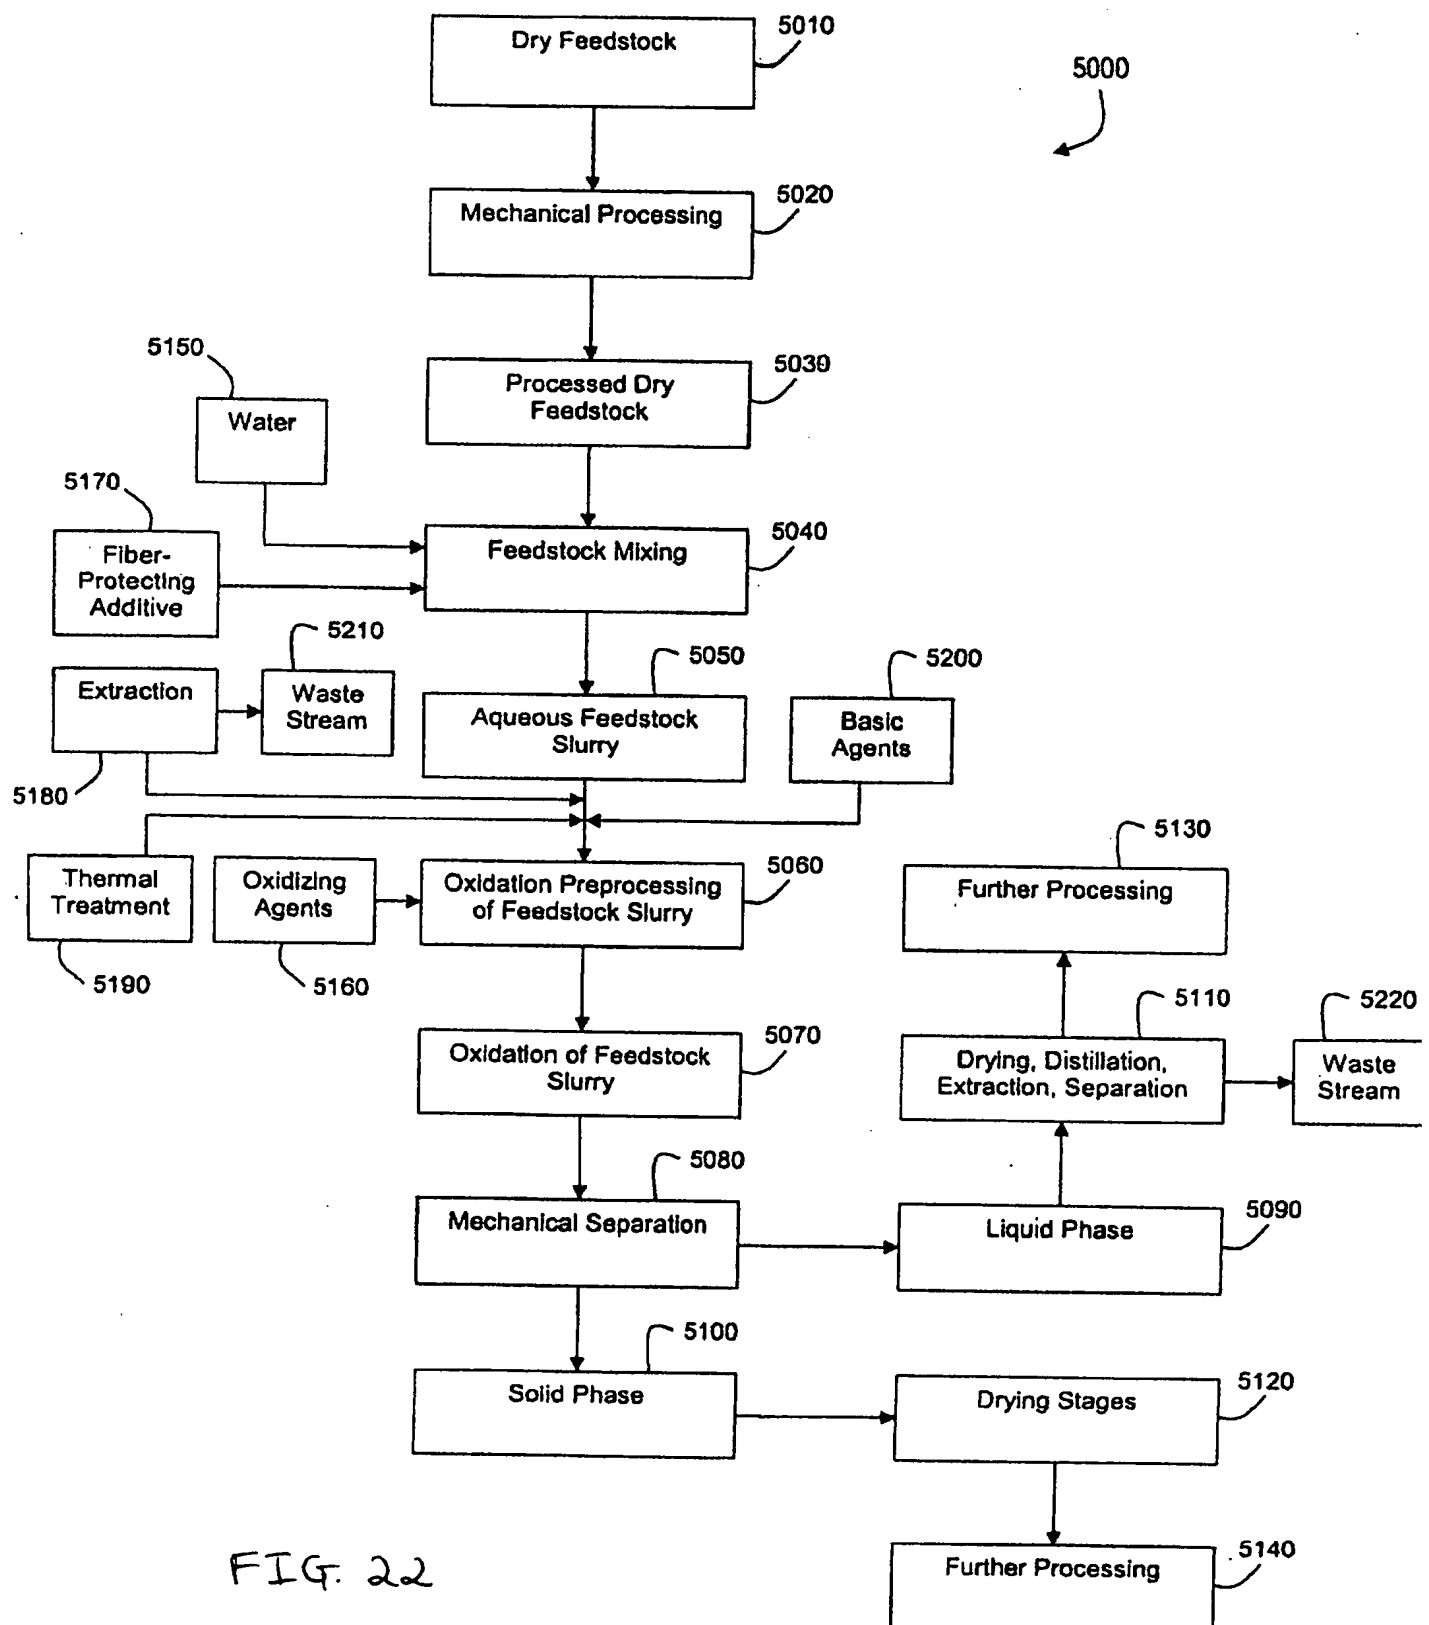 5010
Dry Feedstock
5000
5020
Mechanical Processing
5150
5030
Processed Dry
Feedstock
Water
5170
5040
Fiber-
Protecting
Additive
Feedstock Mixing
5210
5050
5200
Extraction
Waste
Stream
Aqueous Feedstock
Slurry
Basic
Agents
5180
5130
Thermal
Treatment
Oxidizing
Agents
5060
Oxidation Preprocessing
of Feedstock Slurry
Further Processing
5190
5160
5110
5220
5070
Oxidation of Feedstock
Slurry
Drying, Distillation,
Extraction, Separation
Waste
Stream
5080
Mechanical Separation
5090
Liquid Phase
5100
Solid Phase
5120
Drying Stages
5140
Further Processing
FIG. 22